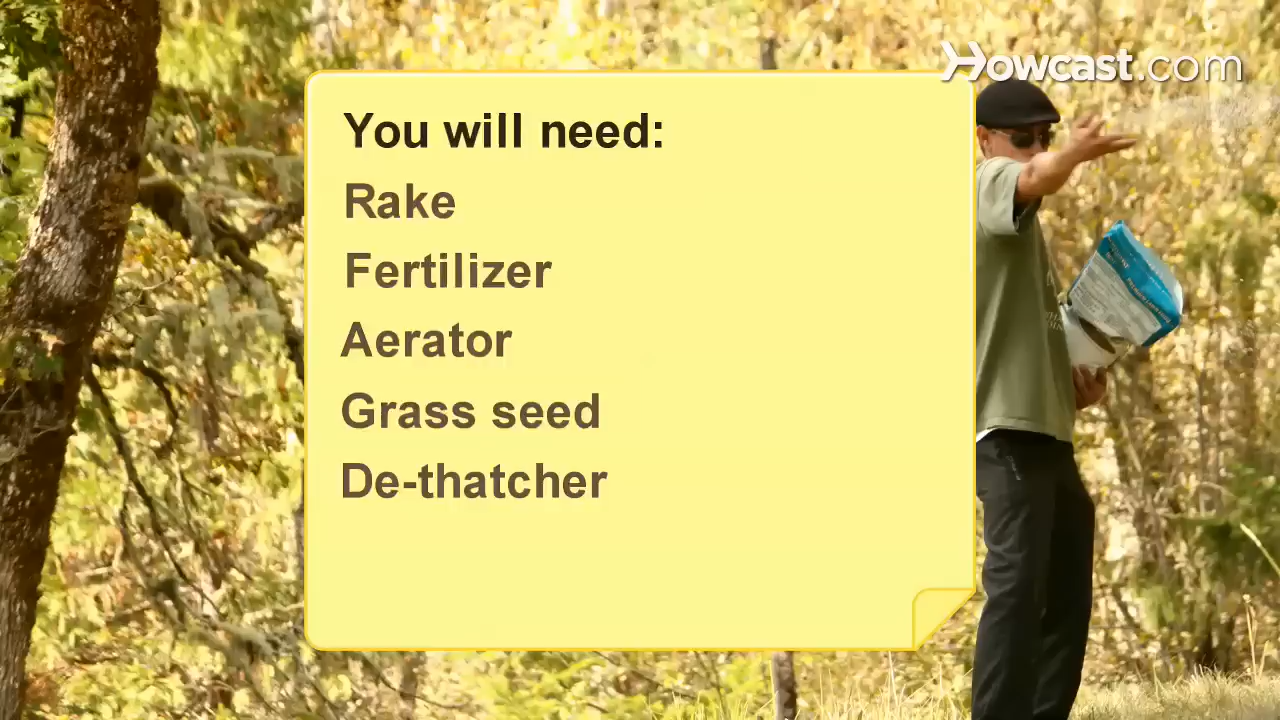 Howcast.com
You will need:
Rake
Fertilizer
Aerator
Grass seed
De-thatcher